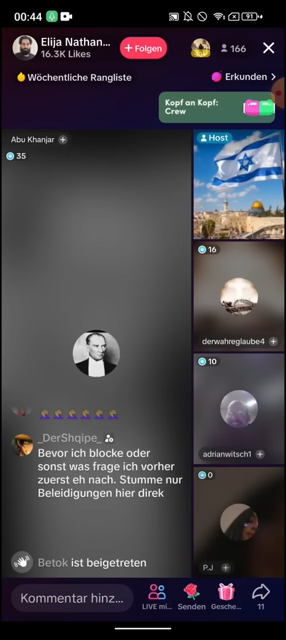 00:44
91
Elija Nathan...
16.3K Likes
+ Folgen
166
Wöchentliche Rangliste
Erkunden >
Kopf an Kopf:
Crew
Abu Khanjar +
35
Host
16
derwahreglaube4 +
10
adrianwitsch1 +
0
P.J +
_DerShqipe_
Bevor ich blocke oder
sonst was frage ich vorher
zuerst eh nach. Stumme nur
Beleidigungen hier direk
Betok ist beigetreten
Kommentar hinz...
LIVE mi...
Senden
Gesche...
11